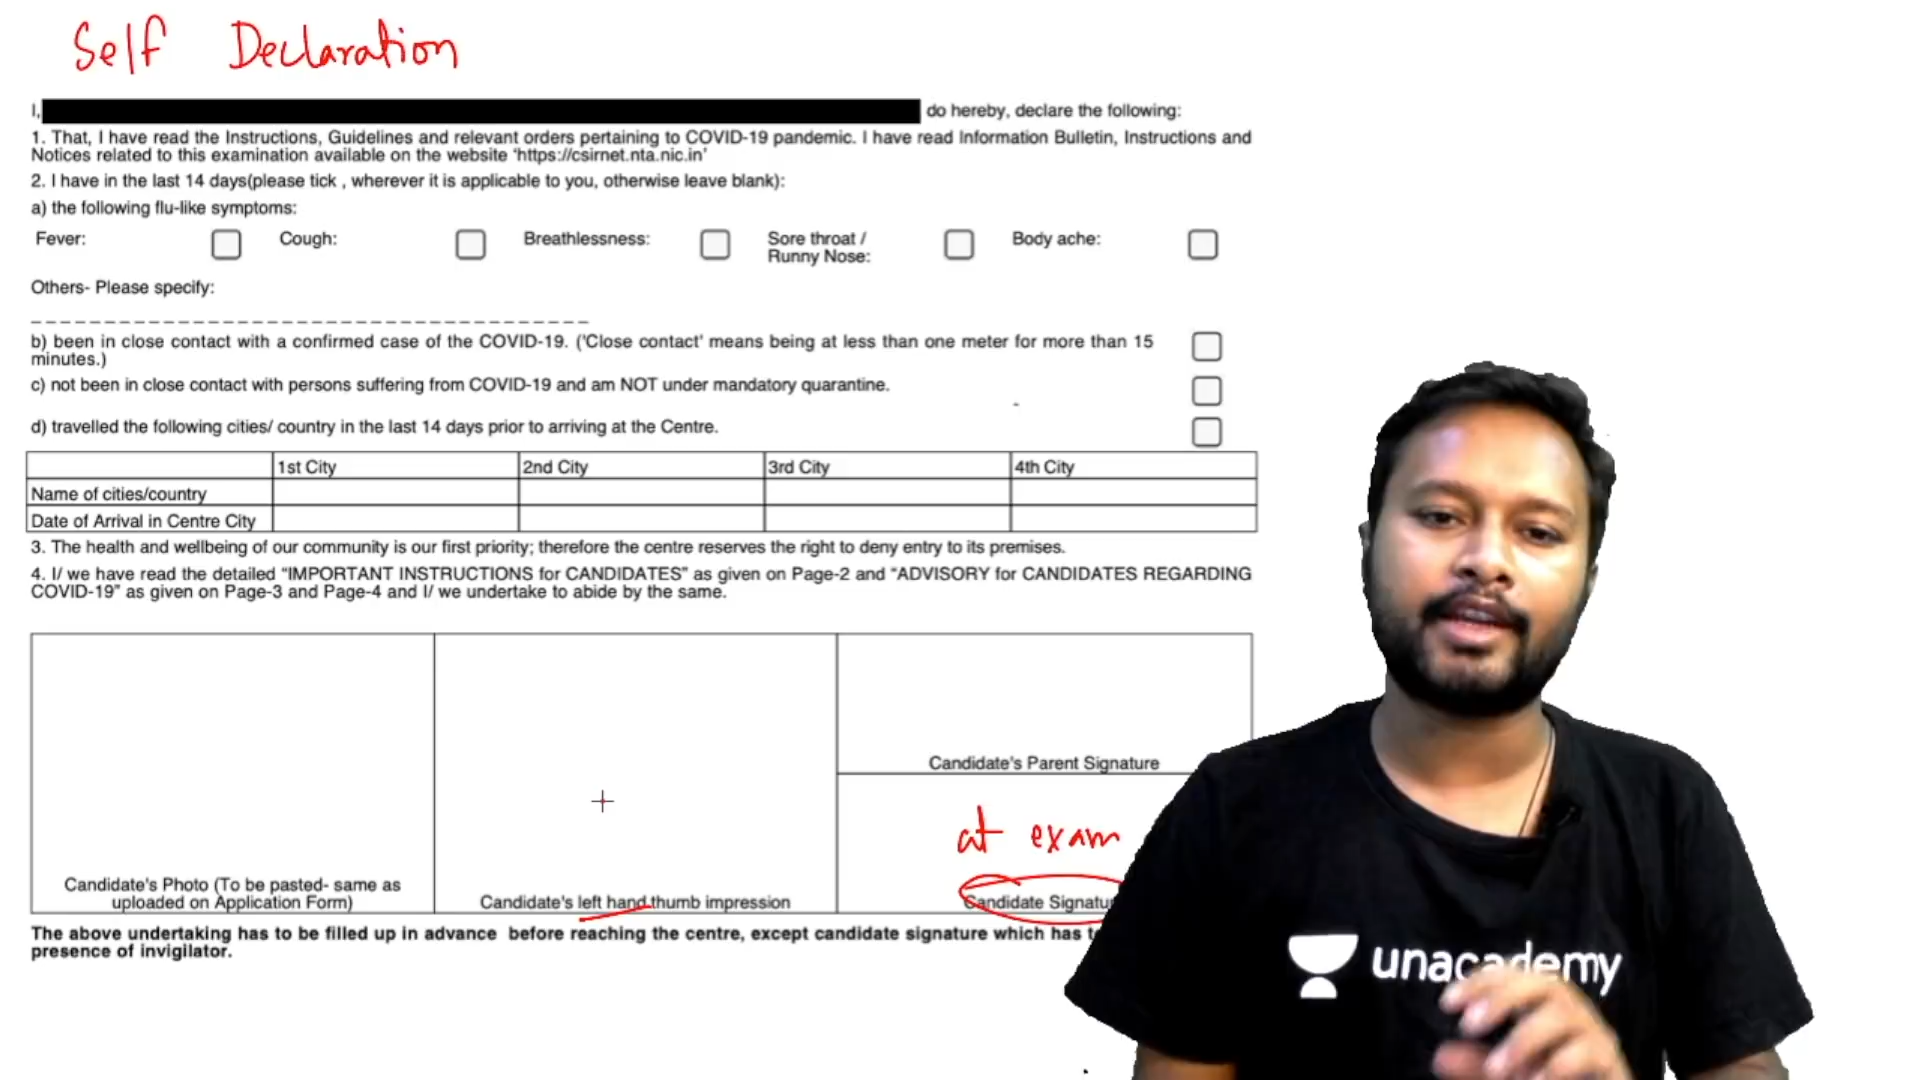 Self Declaration
I, do hereby, declare the following:
1. That, I have read the Instructions, Guidelines and relevant orders pertaining to COVID-19 pandemic. I have read Information Bulletin, Instructions and
Notices related to this examination available on the website 'https://csirnet.nta.nic.in'
2. I have in the last 14 days(please tick , wherever it is applicable to you, otherwise leave blank):
a) the following flu-like symptoms:
Fever: Cough: Breathlessness: Sore throat / Body ache:
Runny Nose:
Others- Please specify:
b) been in close contact with a confirmed case of the COVID-19. ('Close contact' means being at less than one meter for more than 15
minutes.)
c) not been in close contact with persons suffering from COVID-19 and am NOT under mandatory quarantine.
d) travelled the following cities/ country in the last 14 days prior to arriving at the Centre.
1st City 2nd City 3rd City 4th City
Name of cities/country
Date of Arrival in Centre City
3. The health and wellbeing of our community is our first priority; therefore the centre reserves the right to deny entry to its premises.
4. I/ we have read the detailed "IMPORTANT INSTRUCTIONS for CANDIDATES" as given on Page-2 and "ADVISORY for CANDIDATES REGARDING
COVID-19" as given on Page-3 and Page-4 and I/ we undertake to abide by the same.
Candidate's Parent Signature
at exam
Candidate's Photo (To be pasted- same as
uploaded on Application Form)
Candidate's left hand thumb impression
Candidate Signatu
The above undertaking has to be filled up in advance before reaching the centre, except candidate signature which has
presence of invigilator.
unacademy